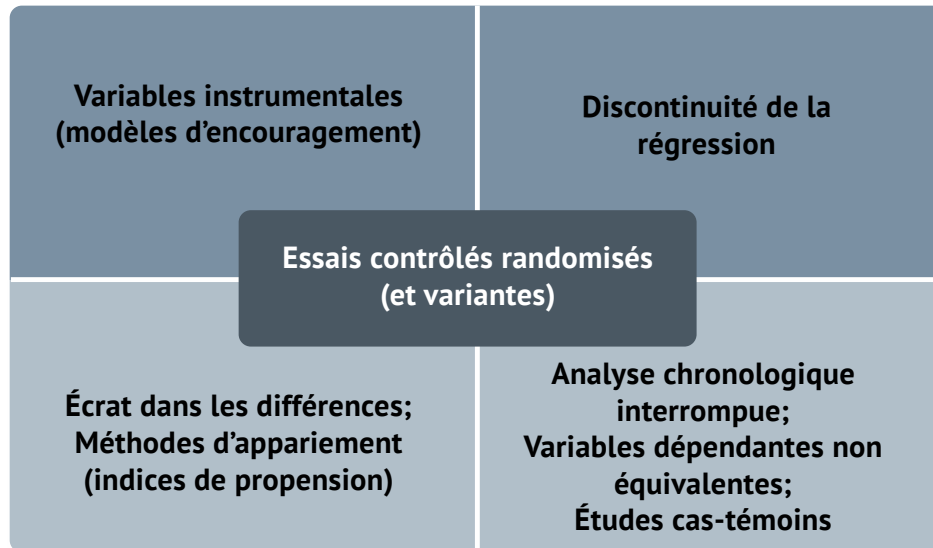 Variables instrumentales
(modèles d’encouragement)
Discontinuité de la
régression
Essais contrôlés randomisés
(et variantes)
Écrat dans les différences;
Méthodes d’appariement
(indices de propension)
Analyse chronologique
interrompue;
Variables dépendantes non
équivalentes;
Études cas-témoins